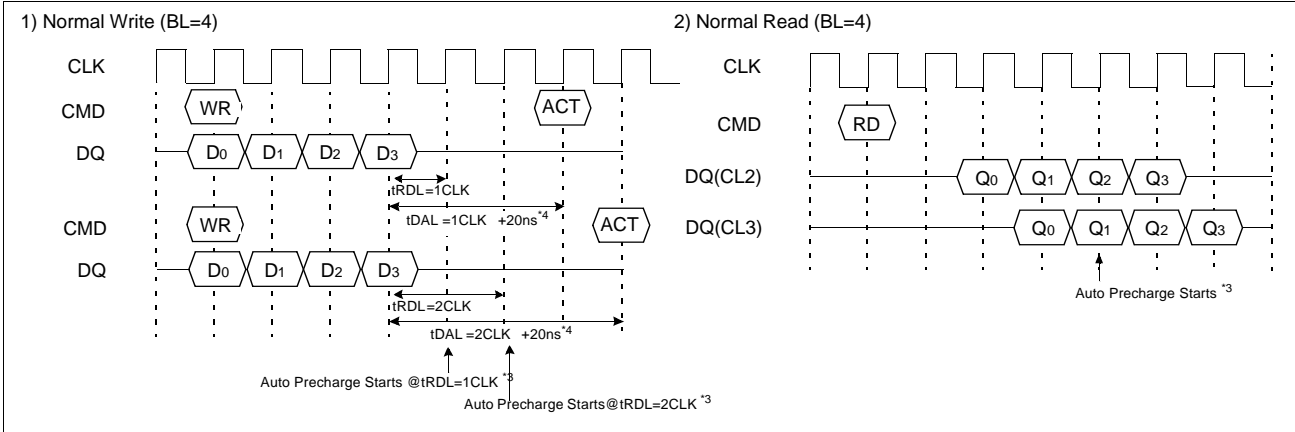 1) Normal Write (BL=4)
CLK
CMD WR ACT
DQ D0 D1 D2 D3
tRDL=1CLK
tDAL =1CLK +20ns*4
CMD WR ACT
DQ D0 D1 D2 D3
tRDL=2CLK
tDAL =2CLK +20ns*4
Auto Precharge Starts @tRDL=1CLK *3
Auto Precharge Starts@tRDL=2CLK *3
2) Normal Read (BL=4)
CLK
CMD RD
DQ(CL2) Q0 Q1 Q2 Q3
DQ(CL3) Q0 Q1 Q2 Q3
Auto Precharge Starts *3